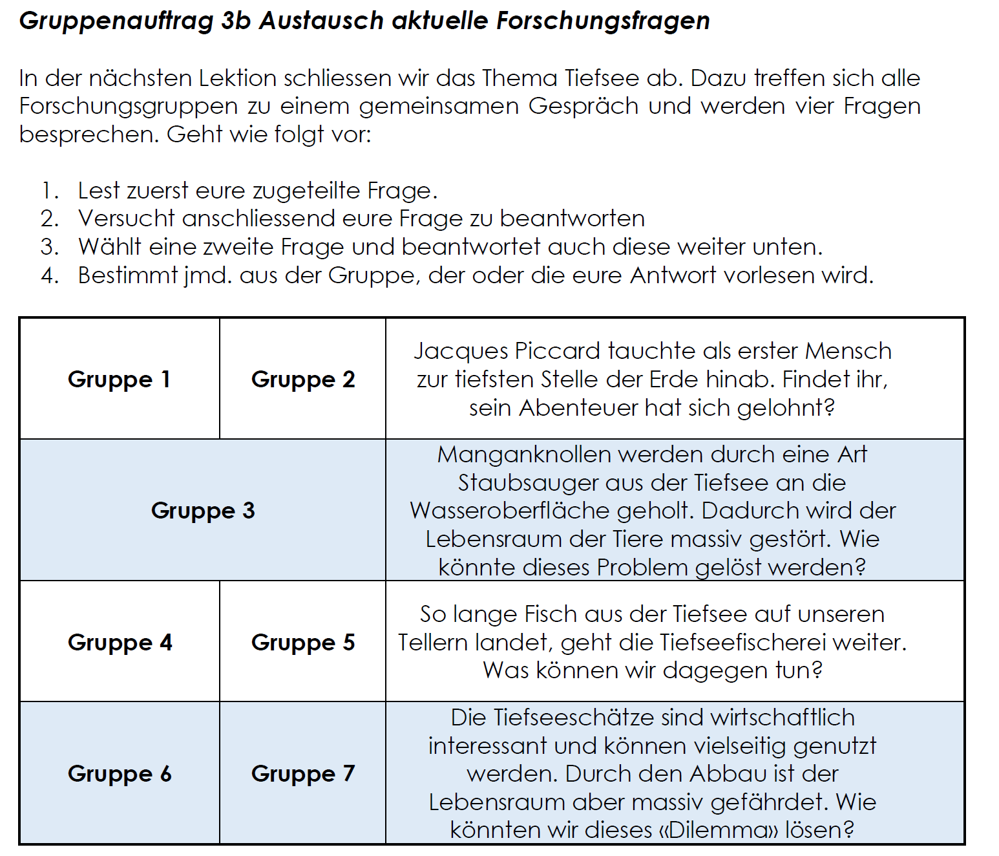 Gruppenauftrag 3b Austausch aktuelle Forschungsfragen
In der nächsten Lektion schliessen wir das Thema Tiefsee ab. Dazu treffen sich alle
Forschungsgruppen zu einem gemeinsamen Gespräch und werden vier Fragen
besprechen. Geht wie folgt vor:
1. Lest zuerst eure zugeteilte Frage.
2. Versucht anschliessend eure Frage zu beantworten
3. Wählt eine zweite Frage und beantwortet auch diese weiter unten.
4. Bestimmt jmd. aus der Gruppe, der oder die eure Antwort vorlesen wird.
Gruppe 1
Gruppe 2
Jacques Piccard tauchte als erster Mensch
zur tiefsten Stelle der Erde hinab. Findet ihr,
sein Abenteuer hat sich gelohnt?
Gruppe 3
Manganknollen werden durch eine Art
Staubsauger aus der Tiefsee an die
Wasseroberfläche geholt. Dadurch wird der
Lebensraum der Tiere massiv gestört. Wie
könnte dieses Problem gelöst werden?
Gruppe 4
Gruppe 5
So lange Fisch aus der Tiefsee auf unseren
Tellern landet, geht die Tiefseefischerei weiter.
Was können wir dagegen tun?
Gruppe 6
Gruppe 7
Die Tiefseeschätze sind wirtschaftlich
interessant und können vielseitig genutzt
werden. Durch den Abbau ist der
Lebensraum aber massiv gefährdet. Wie
könnten wir dieses «Dilemma» lösen?